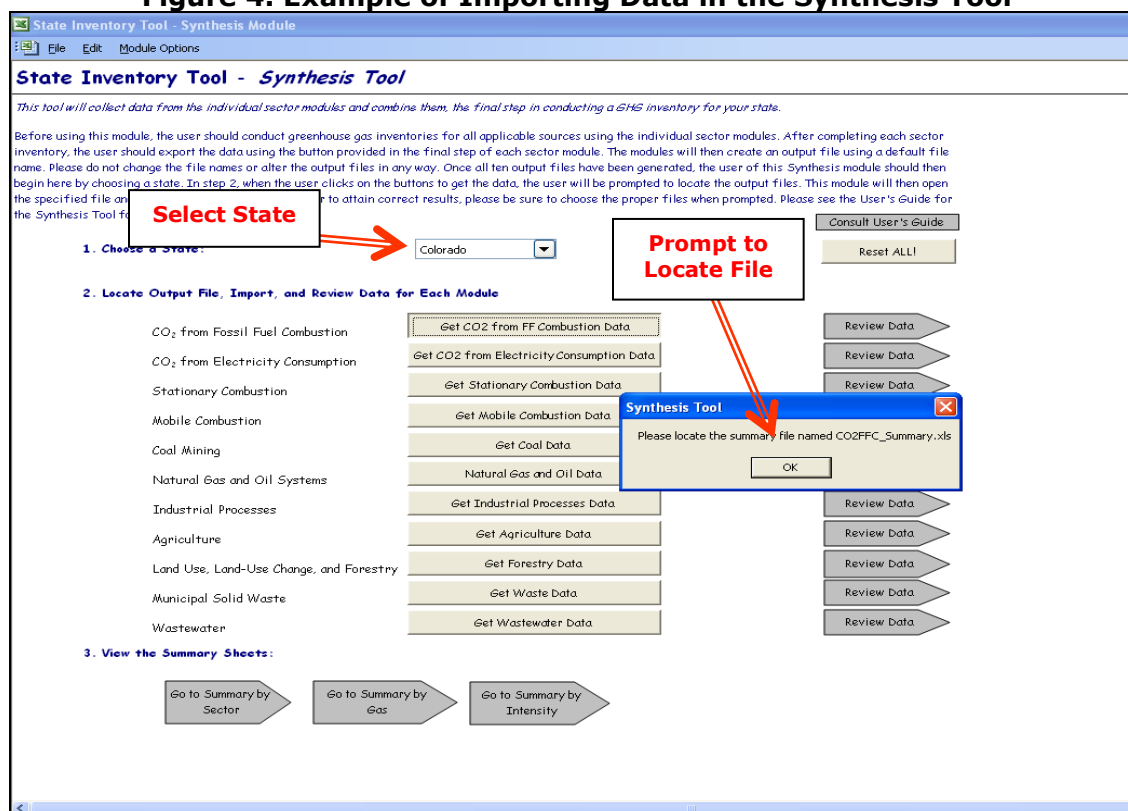 Figure 4. Example of Importing Data in the Synthesis Tool
State Inventory Tool - Synthesis Module
File Edit Module Options
State Inventory Tool - Synthesis Tool
This tool will collect data from the individual sector modules and combine them, the final step in conducting a GHG inventory for your state.
Before using this module, the user should conduct greenhouse gas inventories for all applicable sources using the individual sector modules. After completing each sector
inventory, the user should export the data using the button provided in the final step of each sector module. The modules will then create an output file using a default file
name. Please do not change the file names or alter the output files in any way. Once all ten output files have been generated, the user of this Synthesis module should then
begin here by choosing a state. In step 2, when the user clicks on the buttons to get the data, the user will be prompted to locate the output files. This module will then open
the specified file an r to attain correct results, please be sure to choose the proper files when prompted. Please see the User's Guide for
the Synthesis Tool fo
Select State
Consult User's Guide
1. Choose a State:
Colorado
Prompt to
Locate File
Reset ALL!
2. Locate Output File, Import, and Review Data for Each Module
CO₂ from Fossil Fuel Combustion Get CO2 from FF Combustion Data Review Data
CO₂ from Electricity Consumption Get CO2 from Electricity Consumption Data Review Data
Stationary Combustion Get Stationary Combustion Data Review Data
Mobile Combustion Get Mobile Combustion Data
Synthesis Tool
Please locate the summary file named CO2FFC_Summary.xls
OK
Coal Mining Get Coal Data
Natural Gas and Oil Systems Natural Gas and Oil Data
Industrial Processes Get Industrial Processes Data Review Data
Agriculture Get Agriculture Data Review Data
Land Use, Land-Use Change, and Forestry Get Forestry Data Review Data
Municipal Solid Waste Get Waste Data Review Data
Wastewater Get Wastewater Data Review Data
3. View the Summary Sheets:
Go to Summary by
Sector
Go to Summary by
Gas
Go to Summary by
Intensity